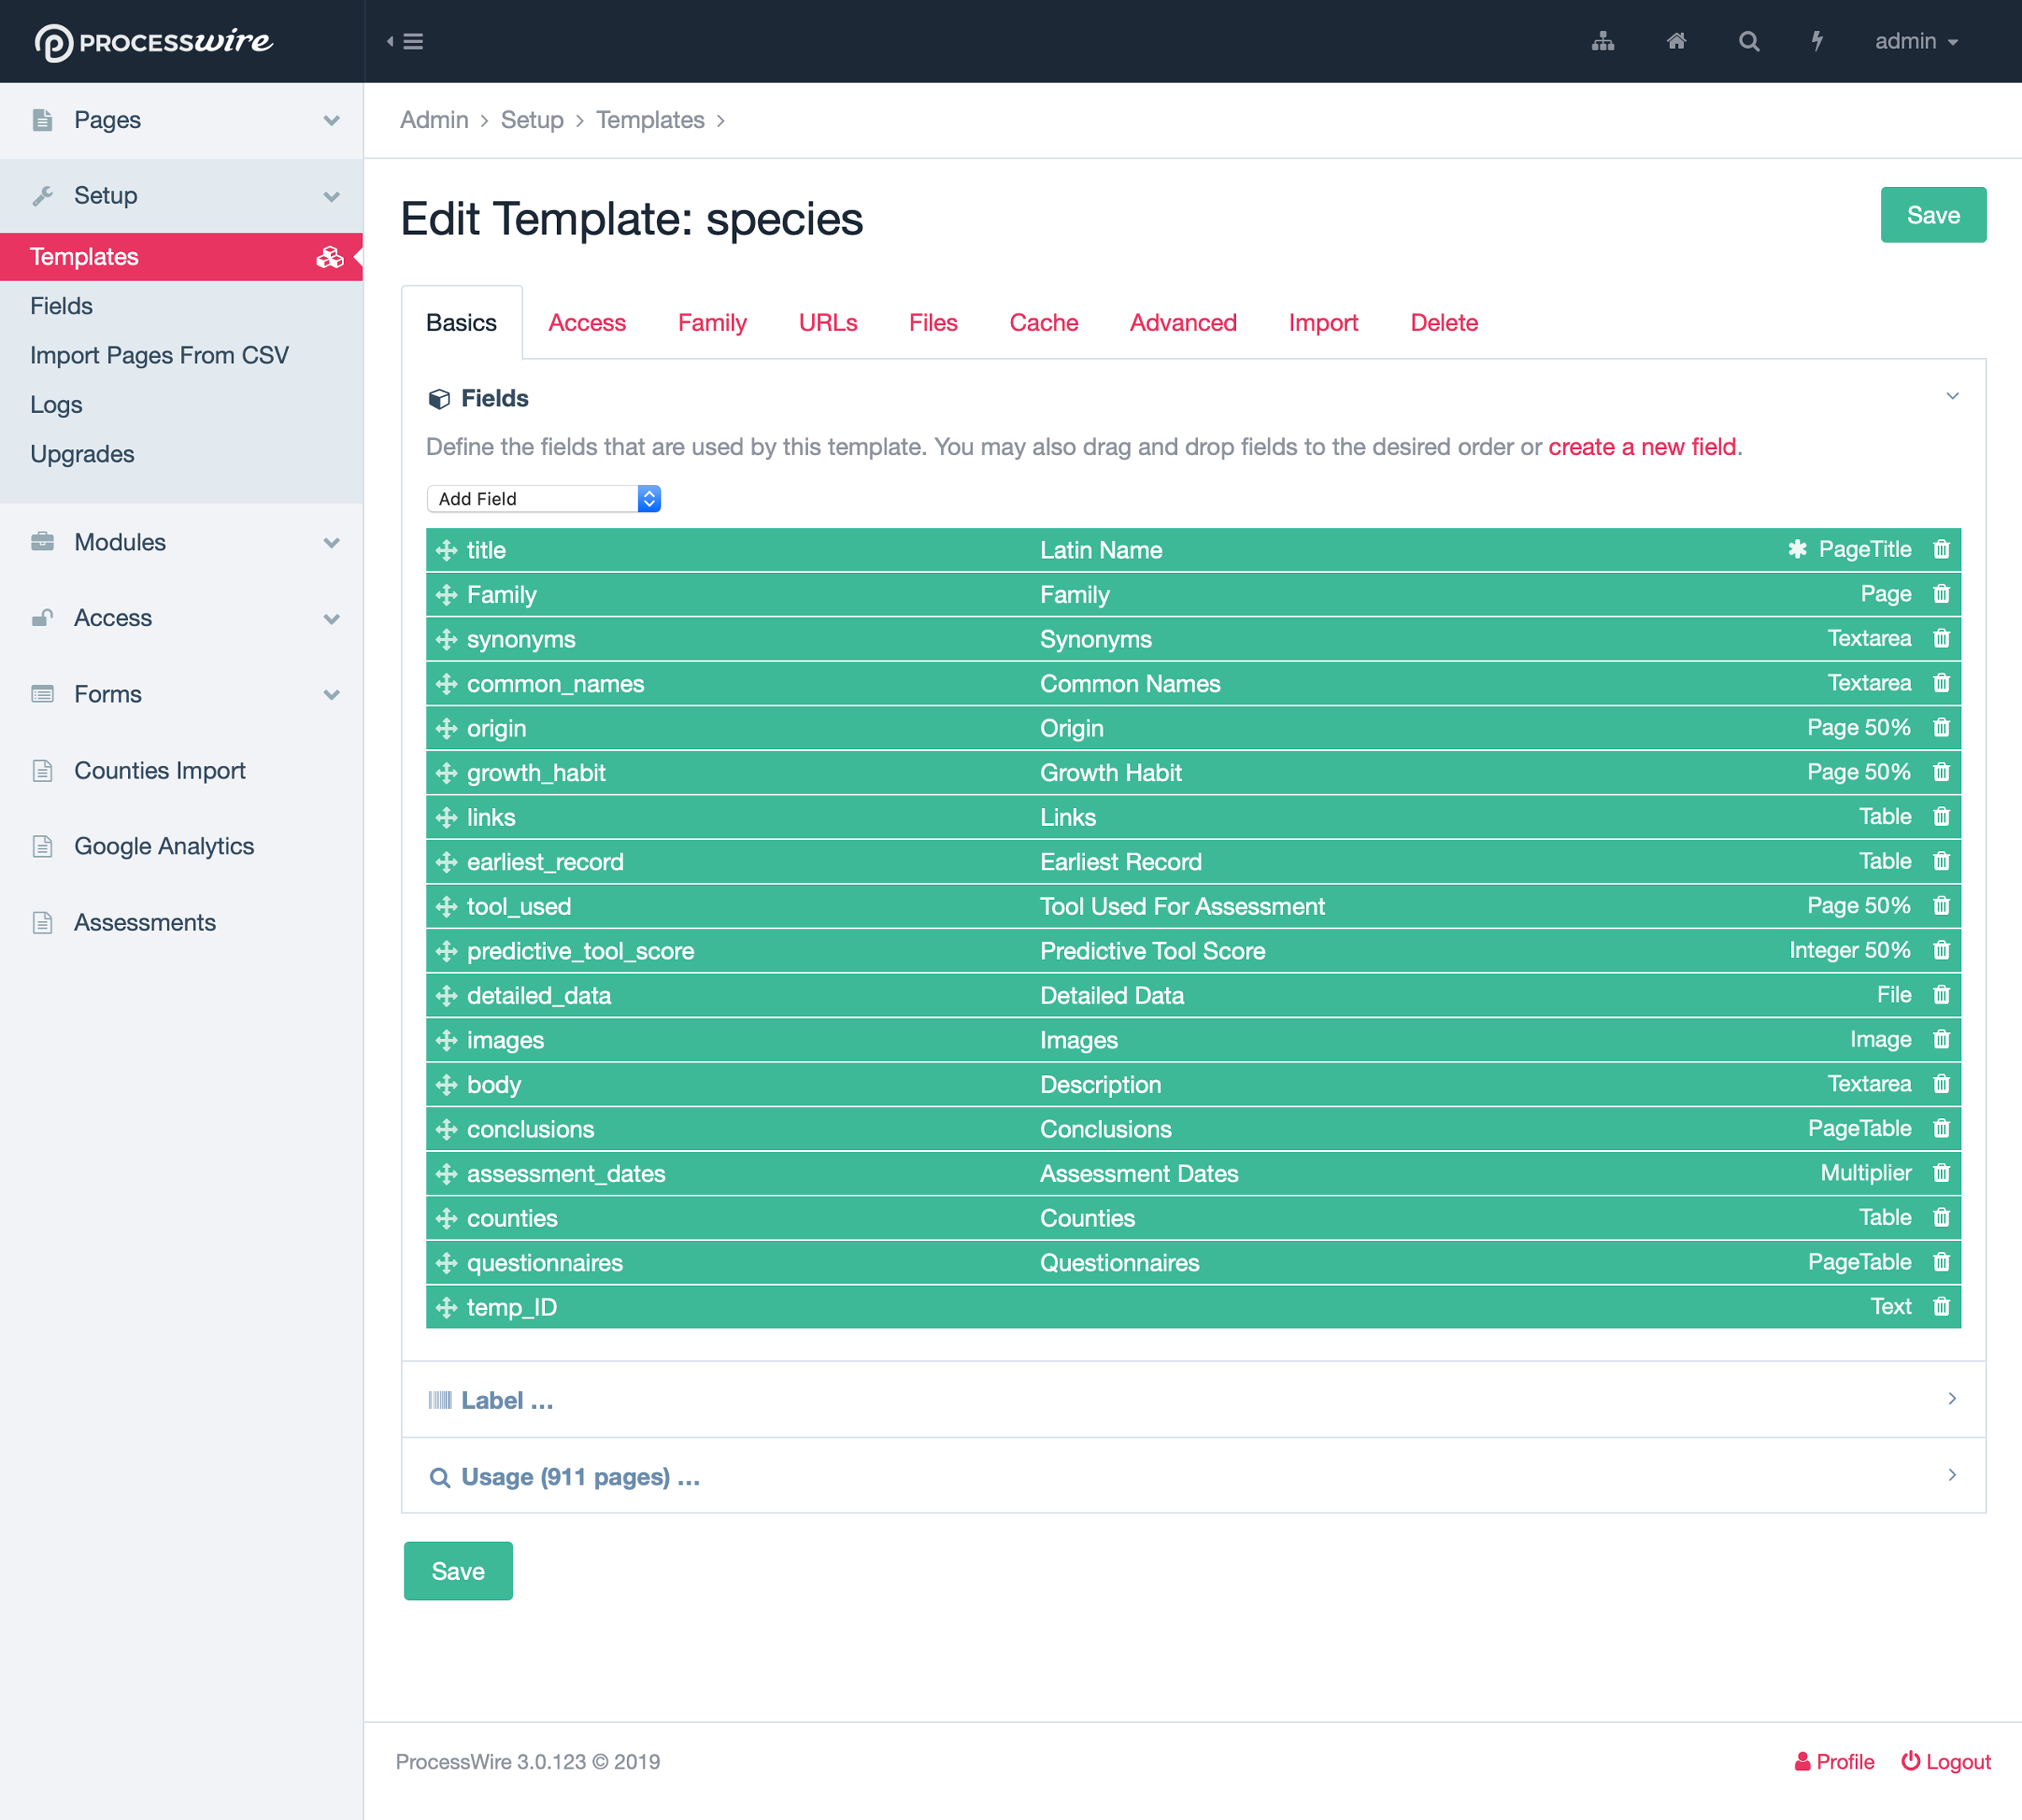 PROCESSwire
admin
Pages
Setup
Templates
Fields
Import Pages From CSV
Logs
Upgrades
Modules
Access
Forms
Counties Import
Google Analytics
Assessments
Admin > Setup > Templates >
Edit Template: species
Save
Basics Access Family URLs Files Cache Advanced Import Delete
Fields
Define the fields that are used by this template. You may also drag and drop fields to the desired order or create a new field.
Add Field
title Latin Name ✱ PageTitle
Family Family Page
synonyms Synonyms Textarea
common_names Common Names Textarea
origin Origin Page 50%
growth_habit Growth Habit Page 50%
links Links Table
earliest_record Earliest Record Table
tool_used Tool Used For Assessment Page 50%
predictive_tool_score Predictive Tool Score Integer 50%
detailed_data Detailed Data File
images Images Image
body Description Textarea
conclusions Conclusions PageTable
assessment_dates Assessment Dates Multiplier
counties Counties Table
questionnaires Questionnaires PageTable
temp_ID Text
Label ...
Usage (911 pages) ...
Save
ProcessWire 3.0.123 © 2019
Profile Logout